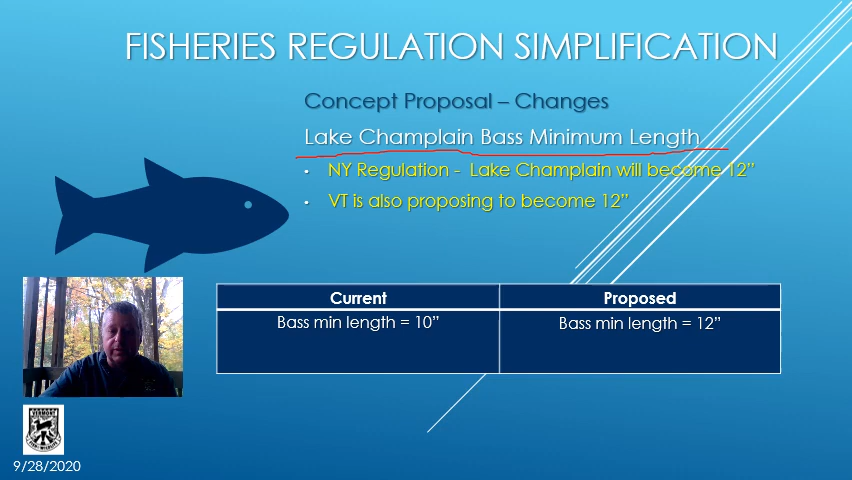 FISHERIES REGULATION SIMPLIFICATION
Concept Proposal – Changes
Lake Champlain Bass Minimum Length
• NY Regulation - Lake Champlain will become 12”
• VT is also proposing to become 12”
Current
Proposed
Bass min length = 10”
Bass min length = 12”
VERMONT
9/28/2020